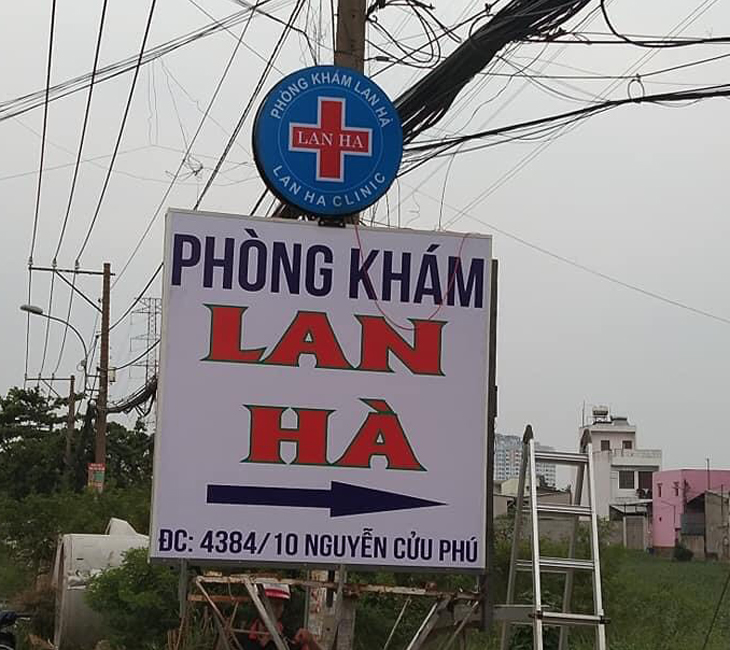 PHÒNG KHÁM LAN HÀ
LAN HA
LAN HA CLINIC
PHÒNG KHÁM
LAN
HÀ
ĐC: 4384/10 NGUYỄN CỬU PHÚ